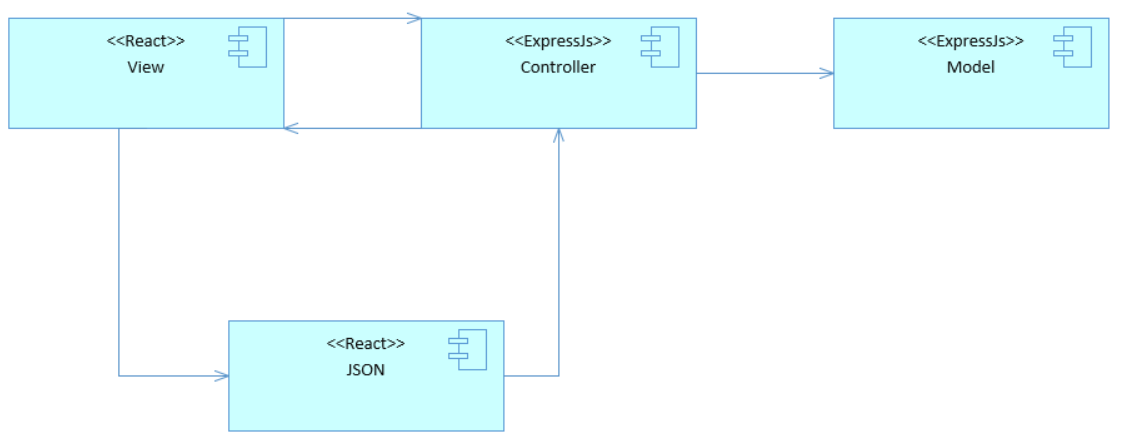 <<React>>
View
<<ExpressJs>>
Controller
<<ExpressJs>>
Model
<<React>>
JSON